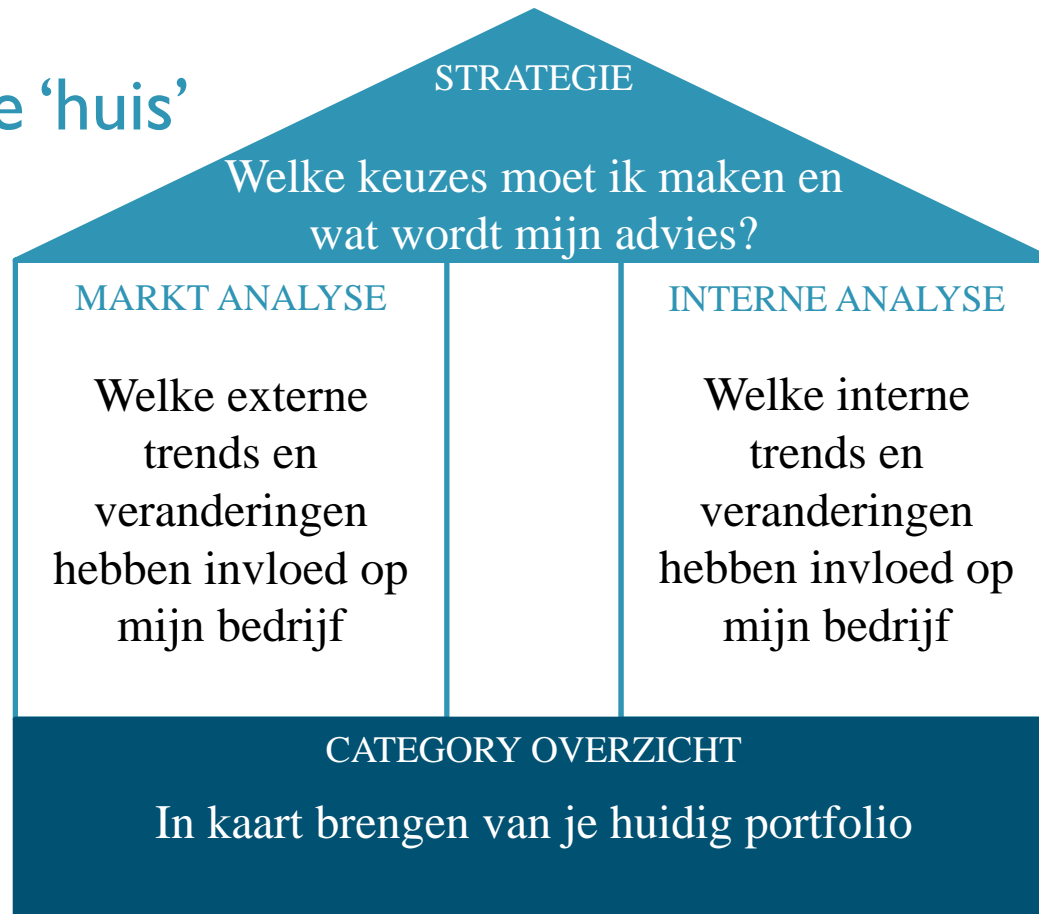 e ‘huis’
STRATEGIE
Welke keuzes moet ik maken en
wat wordt mijn advies?
MARKT ANALYSE
Welke externe
trends en
veranderingen
hebben invloed op
mijn bedrijf
INTERNE ANALYSE
Welke interne
trends en
veranderingen
hebben invloed op
mijn bedrijf
CATEGORY OVERZICHT
In kaart brengen van je huidig portfolio